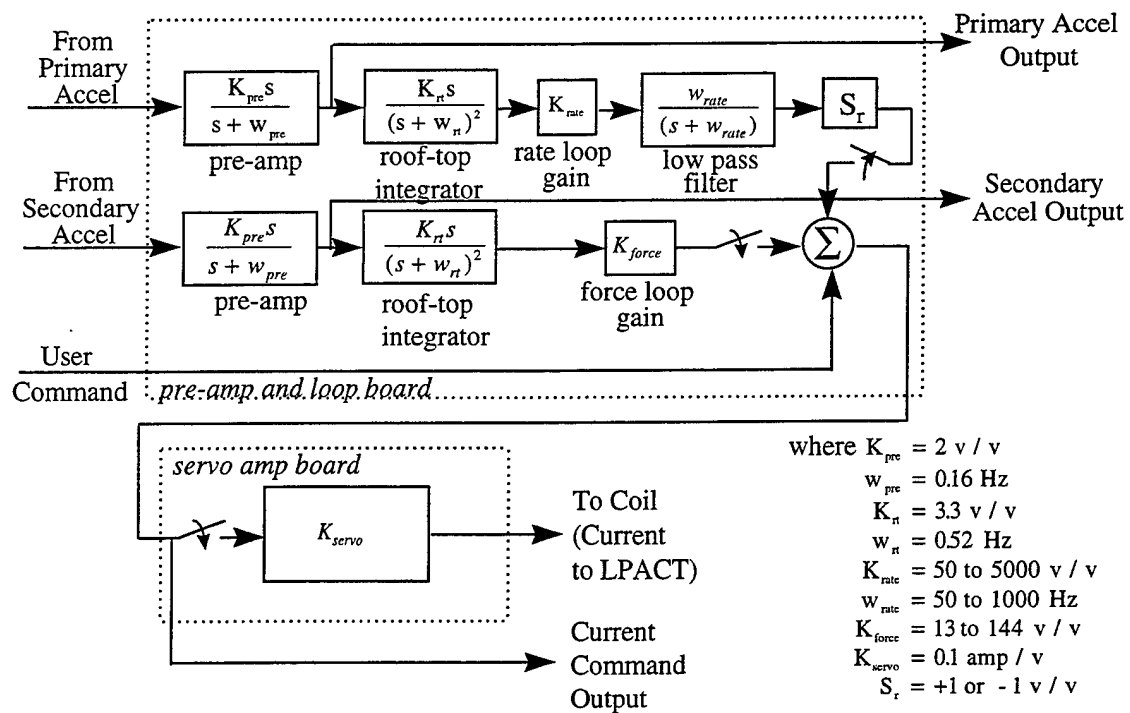 From
Primary
Accel
K_pre s
s + w_pre
pre-amp
K_rt s
(s + w_rt)²
roof-top
integrator
K_rate
rate loop
gain
w_rate
(s + w_rate)
low pass
filter
S_r
Primary Accel
Output
From
Secondary
Accel
K_pre s
s + w_pre
pre-amp
K_rt s
(s + w_rt)²
roof-top
integrator
K_force
force loop
gain
Σ
Secondary
Accel Output
User
Command
pre-amp and loop board
servo amp board
K_servo
To Coil
(Current
to LPACT)
Current
Command
Output
where K_pre = 2 v / v
w_pre = 0.16 Hz
K_rt = 3.3 v / v
w_rt = 0.52 Hz
K_rate = 50 to 5000 v / v
w_rate = 50 to 1000 Hz
K_force = 13 to 144 v / v
K_servo = 0.1 amp / v
S_r = +1 or - 1 v / v